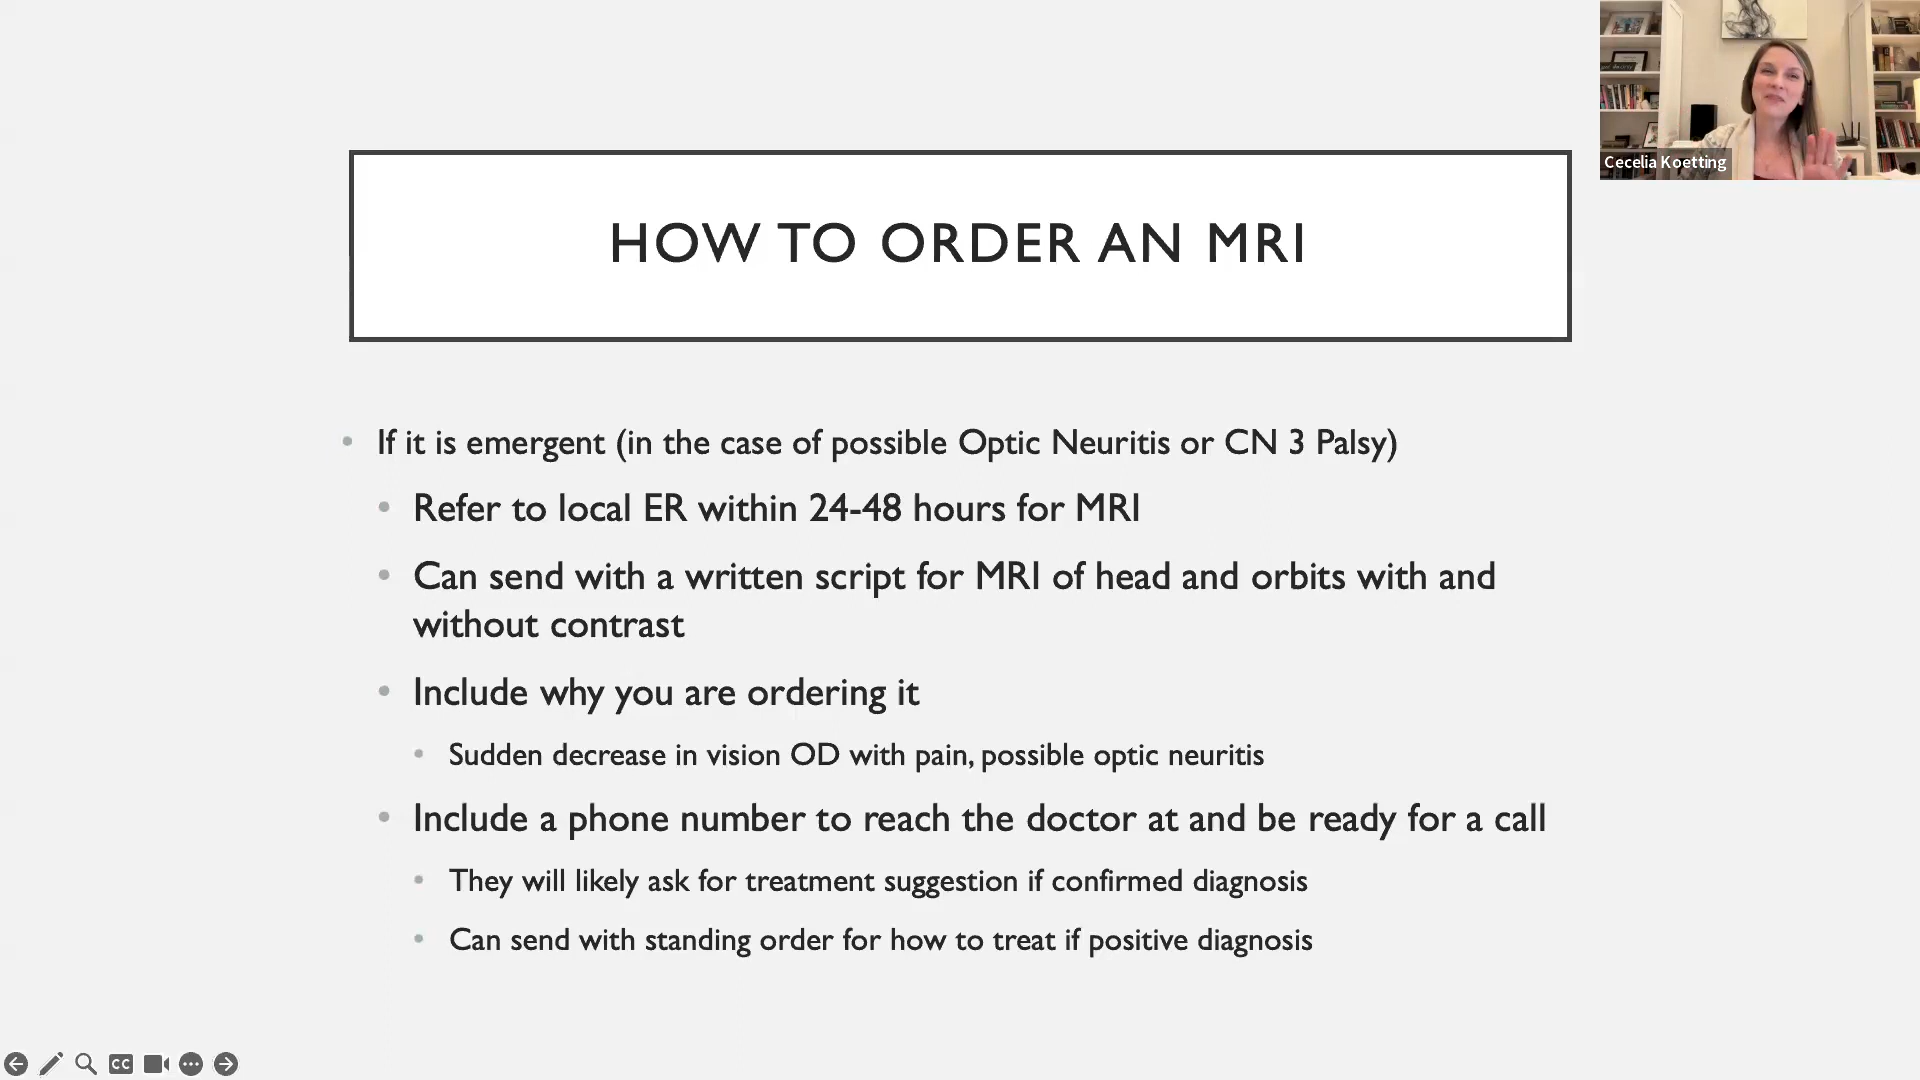 Cecelia Koetting
HOW TO ORDER AN MRI
If it is emergent (in the case of possible Optic Neuritis or CN 3 Palsy)
Refer to local ER within 24-48 hours for MRI
Can send with a written script for MRI of head and orbits with and
without contrast
Include why you are ordering it
Sudden decrease in vision OD with pain, possible optic neuritis
Include a phone number to reach the doctor at and be ready for a call
They will likely ask for treatment suggestion if confirmed diagnosis
Can send with standing order for how to treat if positive diagnosis
CC